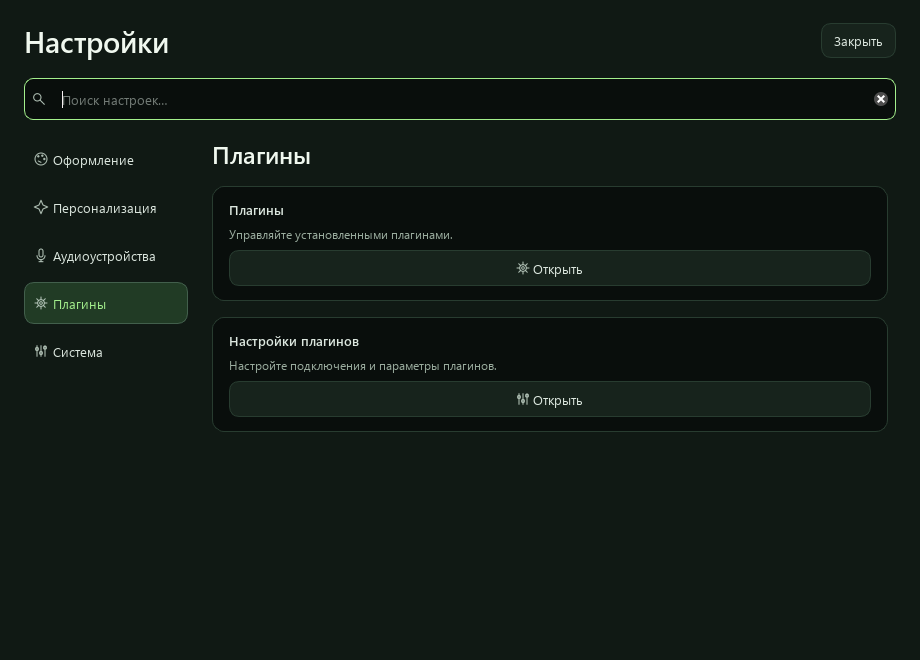 Настройки
Закрыть
Поиск настроек...
Оформление
Персонализация
Аудиоустройства
Плагины
Система
Плагины
Плагины
Управляйте установленными плагинами.
Открыть
Настройки плагинов
Настройте подключения и параметры плагинов.
Открыть